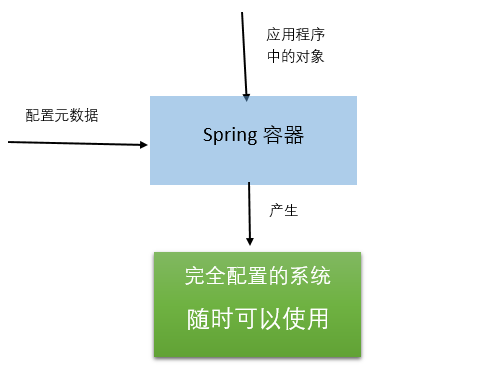 应用程序
中的对象
配置元数据
Spring 容器
产生
完全配置的系统
随时可以使用